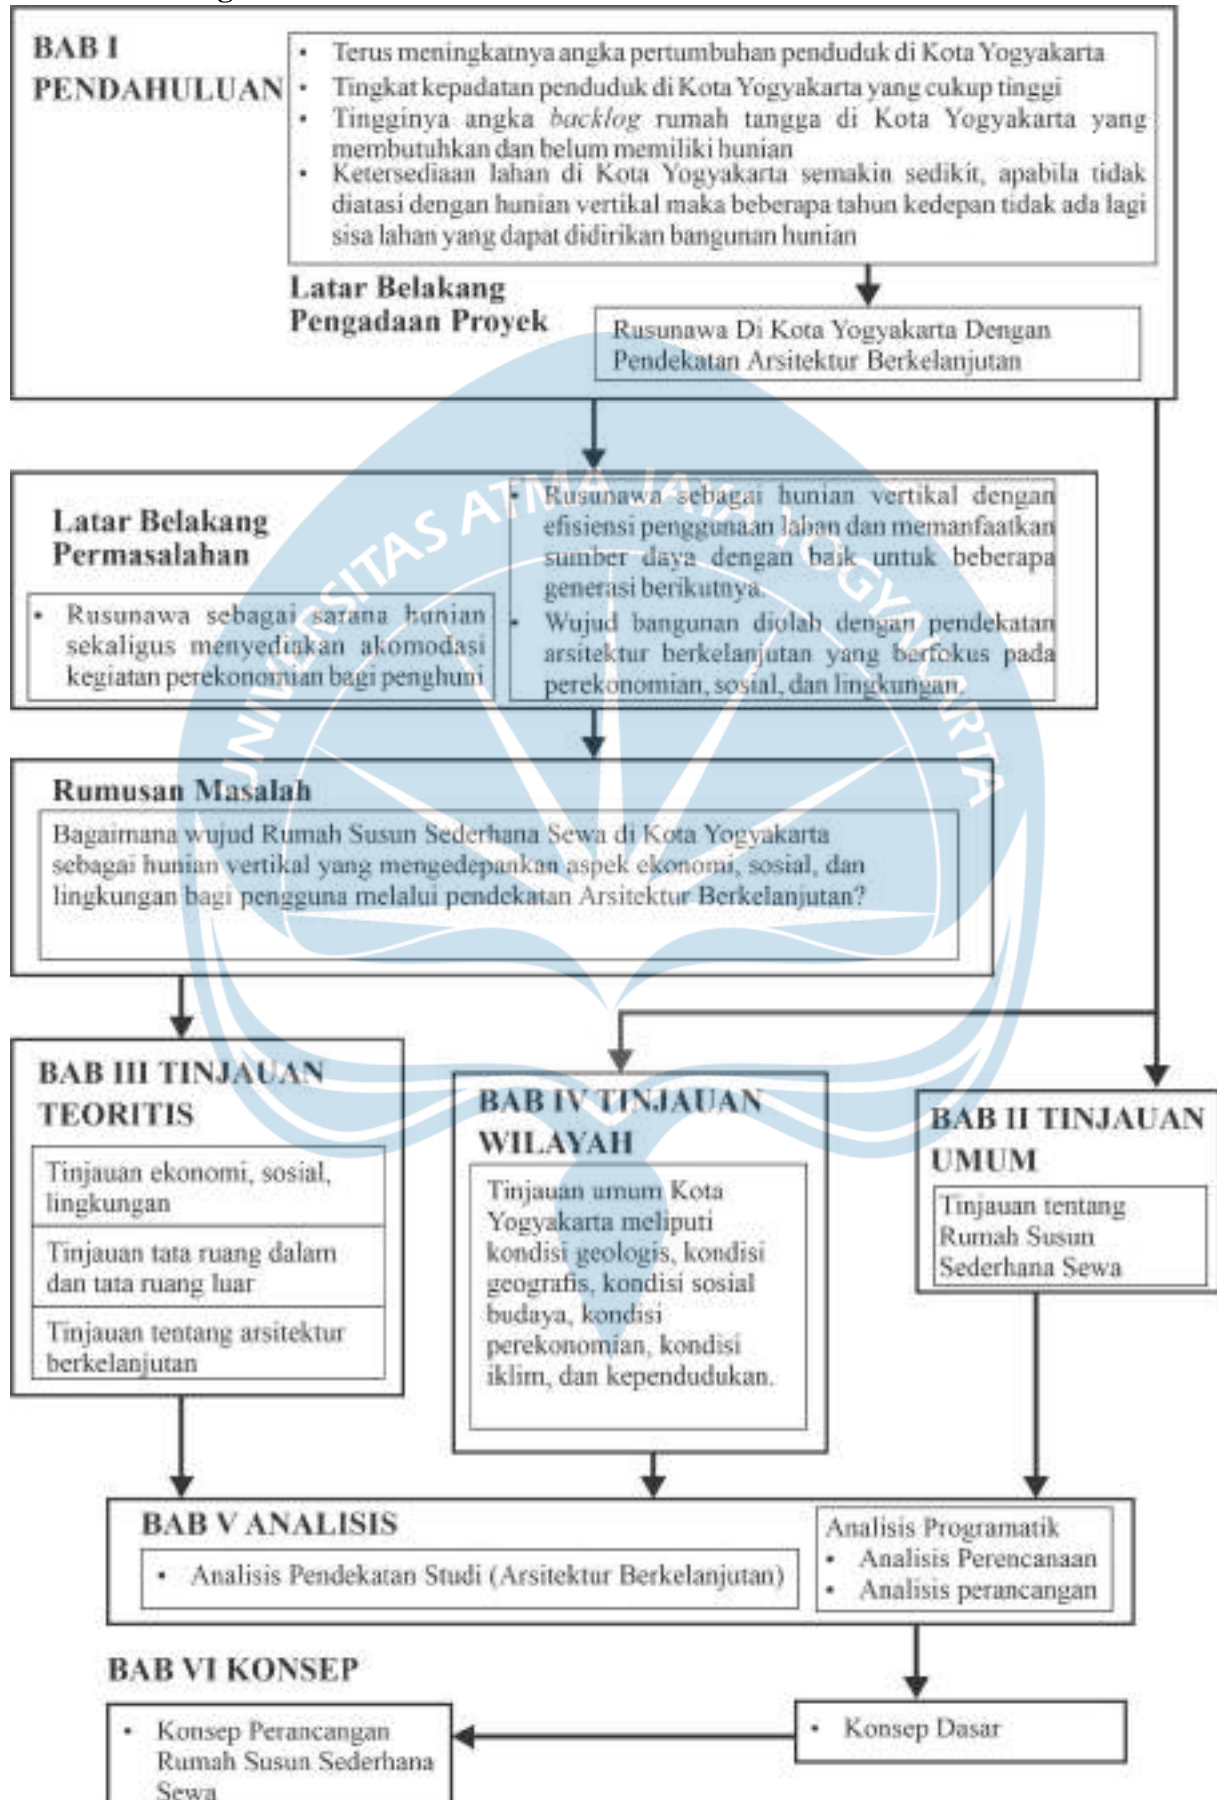 BAB I
PENDAHULUAN
• Terus meningkatnya angka pertumbuhan penduduk di Kota Yogyakarta
• Tingkat kepadatan penduduk di Kota Yogyakarta yang cukup tinggi
• Tingginya angka backlog rumah tangga di Kota Yogyakarta yang
membutuhkan dan belum memiliki hunian
• Ketersediaan lahan di Kota Yogyakarta semakin sedikit, apabila tidak
diatasi dengan hunian vertikal maka beberapa tahun kedepan tidak ada lagi
sisa lahan yang dapat didirikan bangunan hunian
Latar Belakang
Pengadaan Proyek
Rusunawa Di Kota Yogyakarta Dengan
Pendekatan Arsitektur Berkelanjutan
Latar Belakang
Permasalahan
• Rusunawa sebagai sarana hunian
sekaligus menyediakan akomodasi
kegiatan perekonomian bagi penghuni
• Rusunawa sebagai hunian vertikal dengan
efisiensi penggunaan lahan dan memanfaatkan
sumber daya dengan baik untuk beberapa
generasi berikutnya.
• Wujud bangunan diolah dengan pendekatan
arsitektur berkelanjutan yang berfokus pada
perekonomian, sosial, dan lingkungan.
UNIVERSITAS ATMA JAYA YOGYAKARTA
Rumusan Masalah
Bagaimana wujud Rumah Susun Sederhana Sewa di Kota Yogyakarta
sebagai hunian vertikal yang mengedepankan aspek ekonomi, sosial, dan
lingkungan bagi pengguna melalui pendekatan Arsitektur Berkelanjutan?
BAB III TINJAUAN
TEORITIS
Tinjauan ekonomi, sosial,
lingkungan
Tinjauan tata ruang dalam
dan tata ruang luar
Tinjauan tentang arsitektur
berkelanjutan
BAB IV TINJAUAN
WILAYAH
Tinjauan umum Kota
Yogyakarta meliputi
kondisi geologis, kondisi
geografis, kondisi sosial
budaya, kondisi
perekonomian, kondisi
iklim, dan kependudukan.
BAB II TINJAUAN
UMUM
Tinjauan tentang
Rumah Susun
Sederhana Sewa
BAB V ANALISIS
• Analisis Pendekatan Studi (Arsitektur Berkelanjutan)
Analisis Programatik
• Analisis Perencanaan
• Analisis perancangan
BAB VI KONSEP
• Konsep Perancangan
Rumah Susun Sederhana
Sewa
• Konsep Dasar